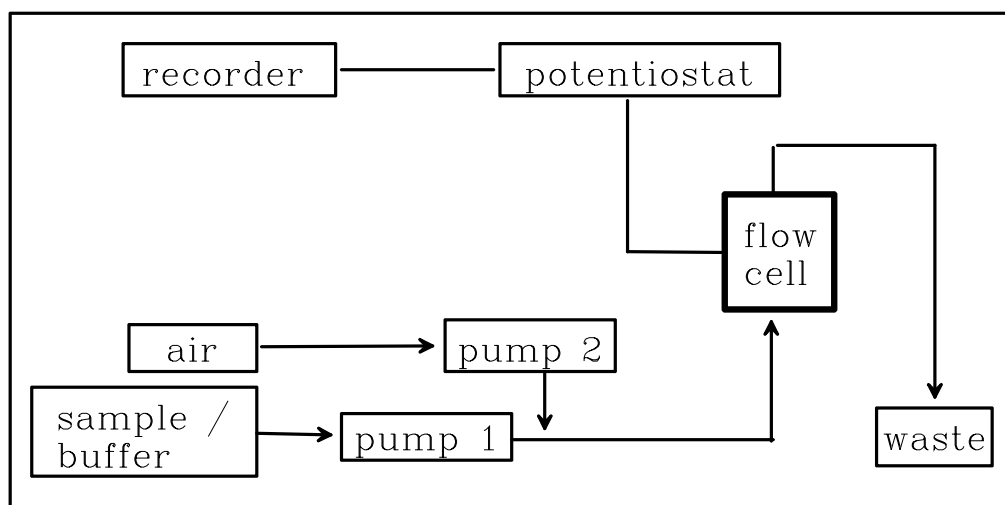 recorder
potentiostat
flow
cell
air
pump 2
sample /
buffer
pump 1
waste